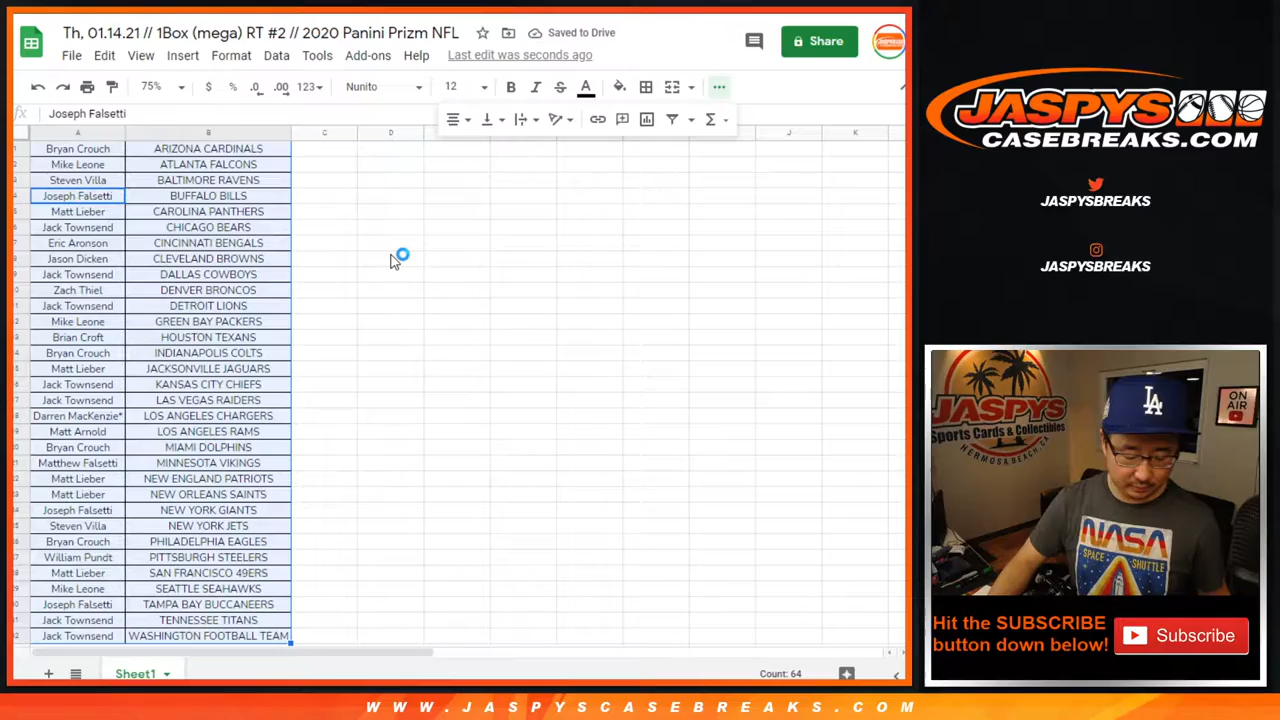 Th, 01.14.21 // 1Box (mega) RT #2 // 2020 Panini Prizm NFL
Saved to Drive
File Edit View Insert Format Data Tools Add-ons Help Last edit was seconds ago
Share
75% $ % .0 .00 123 Nunito 12 B I S A
Joseph Falsetti
A B C D J K
Bryan Crouch ARIZONA CARDINALS
Mike Leone ATLANTA FALCONS
Steven Villa BALTIMORE RAVENS
Joseph Falsetti BUFFALO BILLS
Matt Lieber CAROLINA PANTHERS
Jack Townsend CHICAGO BEARS
Eric Aronson CINCINNATI BENGALS
Jason Dicken CLEVELAND BROWNS
Jack Townsend DALLAS COWBOYS
Zach Thiel DENVER BRONCOS
Jack Townsend DETROIT LIONS
Mike Leone GREEN BAY PACKERS
Brian Croft HOUSTON TEXANS
Bryan Crouch INDIANAPOLIS COLTS
Matt Lieber JACKSONVILLE JAGUARS
Jack Townsend KANSAS CITY CHIEFS
Jack Townsend LAS VEGAS RAIDERS
Darren MacKenzie* LOS ANGELES CHARGERS
Matt Arnold LOS ANGELES RAMS
Bryan Crouch MIAMI DOLPHINS
Matthew Falsetti MINNESOTA VIKINGS
Matt Lieber NEW ENGLAND PATRIOTS
Matt Lieber NEW ORLEANS SAINTS
Joseph Falsetti NEW YORK GIANTS
Steven Villa NEW YORK JETS
Bryan Crouch PHILADELPHIA EAGLES
William Pundt PITTSBURGH STEELERS
Matt Lieber SAN FRANCISCO 49ERS
Mike Leone SEATTLE SEAHAWKS
Joseph Falsetti TAMPA BAY BUCCANEERS
Jack Townsend TENNESSEE TITANS
Jack Townsend WASHINGTON FOOTBALL TEAM
Sheet1
Count: 64
JASPYS
CASEBREAKS.COM
JASPYSBREAKS
JASPYSBREAKS
JASPYS
Sports Cards & Collectibles
HERMOSA BEACH, CA
ON AIR
LA
NASA
SPACE SHUTTLE
Hit the SUBSCRIBE
button down below!
Subscribe
WWW.JASPYSCASEBREAKS.COM